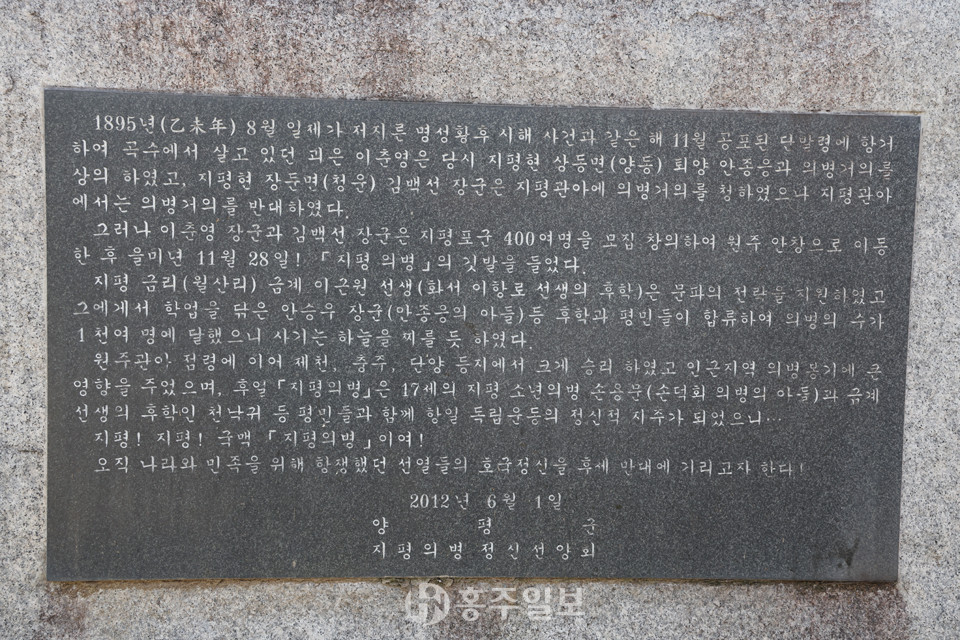 1895년(乙未年) 8월 일제가 저지른 명성황후 시해 사건과 같은 해 11월 공포된 단발령에 항거
하여 곡수에서 살고 있던 괴은 이춘영은 당시 지평현 상동면(양동) 퇴앙 안종응과 의병거의를
상의 하였고, 지평현 장둔면(청운) 김백선 장군은 지평관아에 의병거의를 청하였으나 지평관아
에서는 의병거의를 반대하였다.
그러나 이춘영 장군과 김백선 장군은 지평포군 400여명을 모집 창의하여 원주 안창으로 이동
한 후 을미년 11월 28일! 「지평 의병」의 깃발을 들었다.
지평 금리(월산리) 금계 이근원 선생(화서 이항로 선생의 후학)은 문파의 전략을 지원하였고
그에게서 학업을 닦은 안승우 장군(안종응의 아들)등 후학과 평민들이 합류하여 의병의 수가
1천여 명에 달했으니 사기는 하늘을 찌를 듯 하였다.
원주관아 점령에 이어 제천, 충주, 단양 등지에서 크게 승리 하였고 인근지역 의병봉기에 큰
영향을 주었으며, 후일 「지평의병」은 17세의 지평 소년의병 손응문(손덕화 의병의 아들)과 금계
선생의 후학인 천낙귀 등 평민들과 함께 항일 독립운동의 정신적 지주가 되었으니…
지평! 지평! 국맥 「지평의병」이여!
오직 나라와 민족을 위해 항쟁했던 선열들의 호국정신을 후세 만대에 기리고자 한다!
2012년 6월 1일
양 평 군
지평의병정신선양회
홍주일보